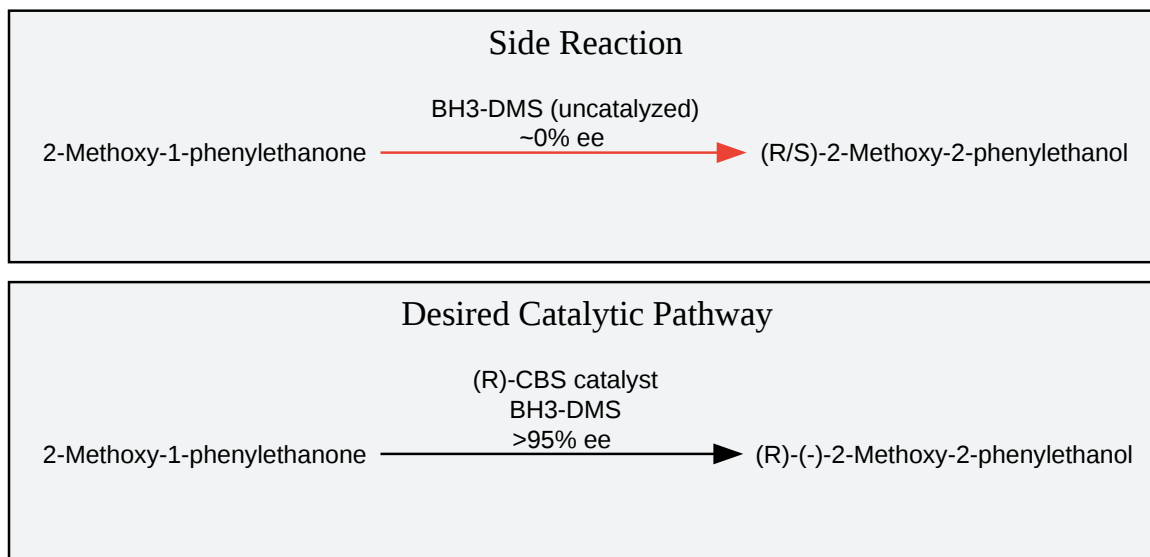 Side Reaction
BH3-DMS (uncatalyzed)
~0% ee
2-Methoxy-1-phenylethanone
(R/S)-2-Methoxy-2-phenylethanol
Desired Catalytic Pathway
(R)-CBS catalyst
BH3-DMS
>95% ee
2-Methoxy-1-phenylethanone
(R)-(-)-2-Methoxy-2-phenylethanol